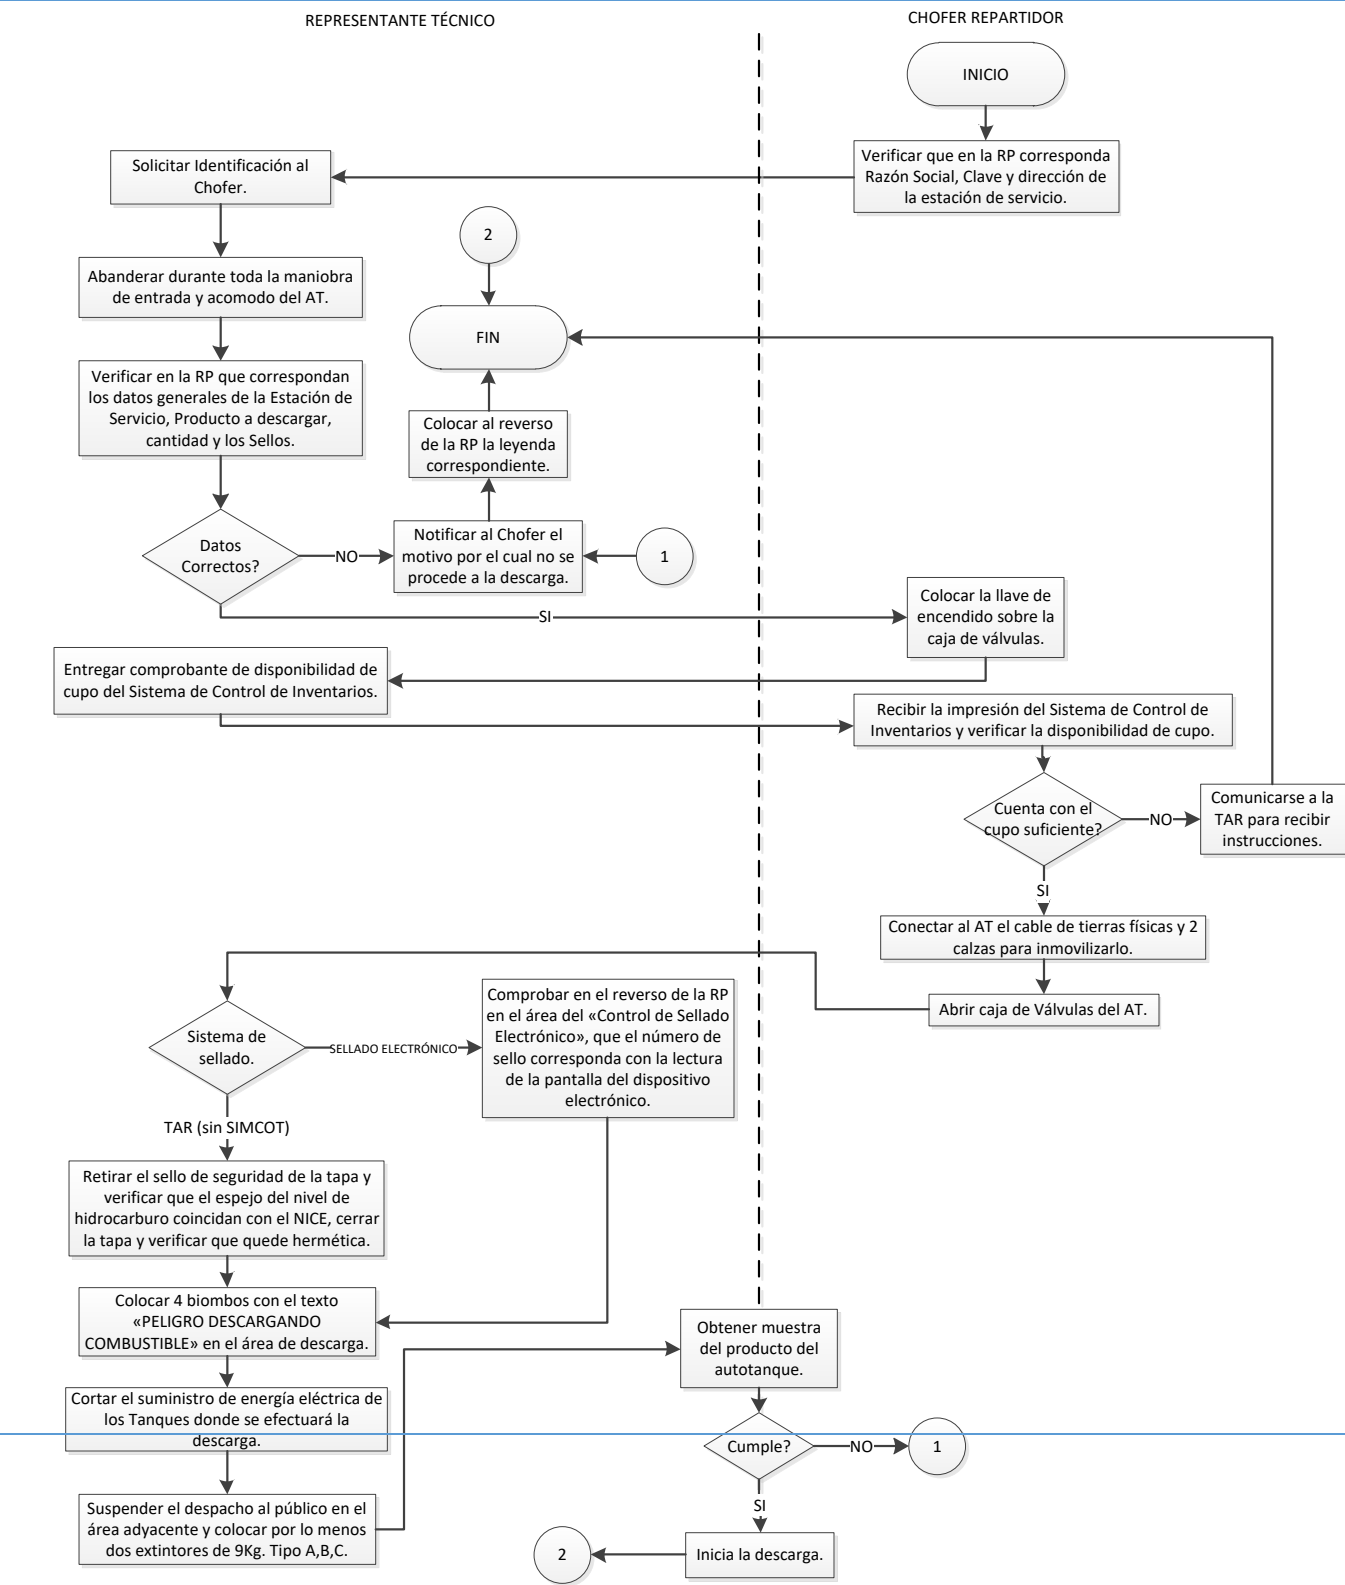 REPRESENTANTE TÉCNICO
CHOFER REPARTIDOR
INICIO
Verificar que en la RP corresponda
Razón Social, Clave y dirección de
la estación de servicio.
Solicitar Identificación al
Chofer.
2
Abanderar durante toda la maniobra
de entrada y acomodo del AT.
FIN
Verificar en la RP que correspondan
los datos generales de la Estación de
Servicio, Producto a descargar,
cantidad y los Sellos.
Colocar al reverso
de la RP la leyenda
correspondiente.
Datos
Correctos?
NO
Notificar al Chofer el
motivo por el cual no se
procede a la descarga.
1
SI
Colocar la llave de
encendido sobre la
caja de válvulas.
Entregar comprobante de disponibilidad de
cupo del Sistema de Control de Inventarios.
Recibir la impresión del Sistema de Control de
Inventarios y verificar la disponibilidad de cupo.
Cuenta con el
cupo suficiente?
NO
Comunicarse a la
TAR para recibir
instrucciones.
SI
Conectar al AT el cable de tierras físicas y 2
calzas para inmovilizarlo.
Abrir caja de Válvulas del AT.
Sistema de
sellado.
SELLADO ELECTRÓNICO
Comprobar en el reverso de la RP
en el área del «Control de Sellado
Electrónico», que el número de
sello corresponda con la lectura
de la pantalla del dispositivo
electrónico.
TAR (sin SIMCOT)
Retirar el sello de seguridad de la tapa y
verificar que el espejo del nivel de
hidrocarburo coincidan con el NICE, cerrar
la tapa y verificar que quede hermética.
Colocar 4 biombos con el texto
«PELIGRO DESCARGANDO
COMBUSTIBLE» en el área de descarga.
Obtener muestra
del producto del
autotanque.
Cortar el suministro de energía eléctrica de
los Tanques donde se efectuará la
descarga.
Cumple?
NO
1
Suspender el despacho al público en el
área adyacente y colocar por lo menos
dos extintores de 9Kg. Tipo A,B,C.
SI
Inicia la descarga.
2